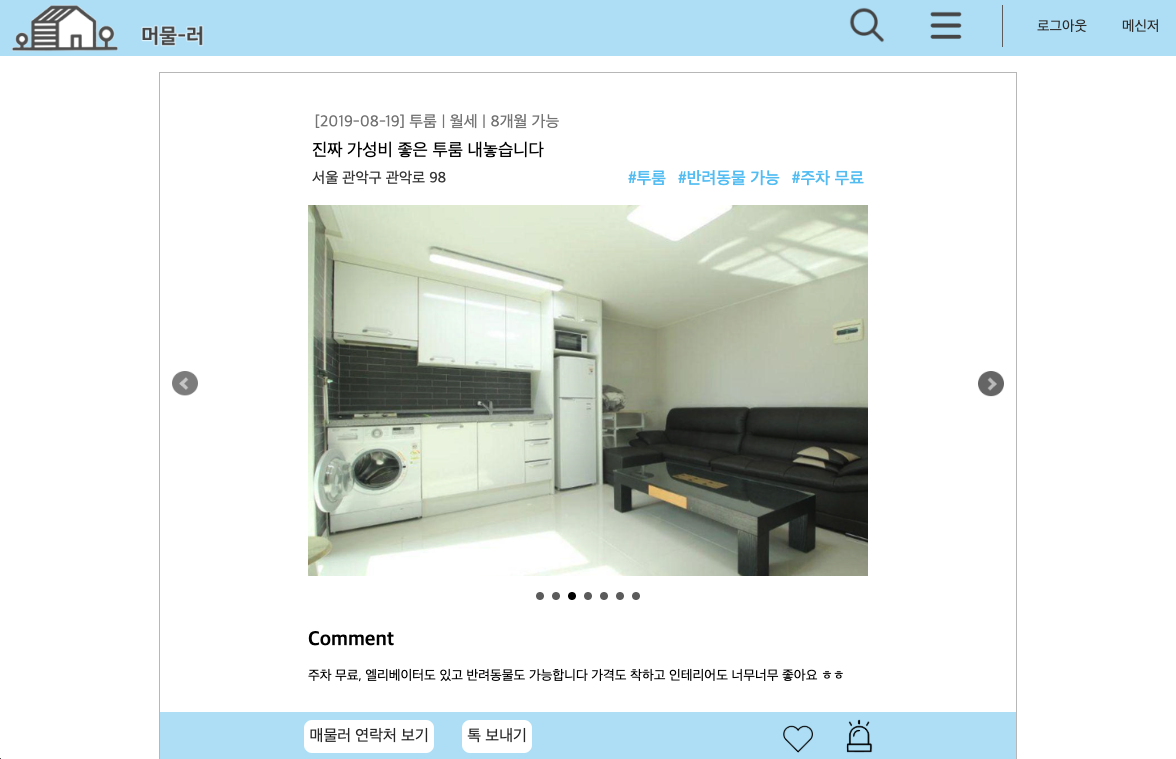 머물-러
로그아웃 메신저
[2019-08-19] 투룸 | 월세 | 8개월 가능
진짜 가성비 좋은 투룸 내놓습니다
서울 관악구 관악로 98 #투룸 #반려동물 가능 #주차 무료
Comment
주차 무료, 엘리베이터도 있고 반려동물도 가능합니다 가격도 착하고 인테리어도 너무너무 좋아요 ㅎㅎ
매물러 연락처 보기 톡 보내기